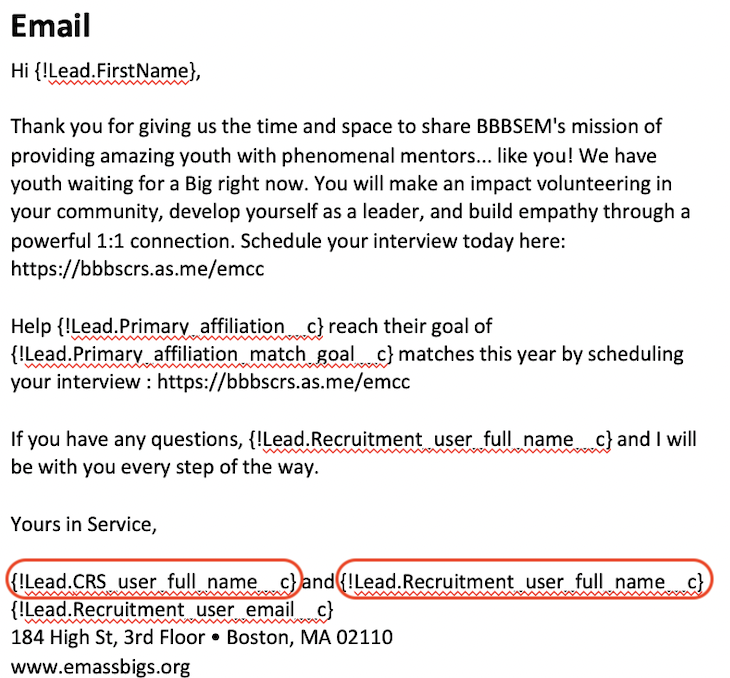 Email
Hi {!Lead.FirstName},
Thank you for giving us the time and space to share BBBSEM's mission of
providing amazing youth with phenomenal mentors... like you! We have
youth waiting for a Big right now. You will make an impact volunteering in
your community, develop yourself as a leader, and build empathy through a
powerful 1:1 connection. Schedule your interview today here:
https://bbbscrs.as.me/emcc
Help {!Lead.Primary_affiliation__c} reach their goal of
{!Lead.Primary_affiliation_match_goal__c} matches this year by scheduling
your interview : https://bbbscrs.as.me/emcc
If you have any questions, {!Lead.Recruitment_user_full_name__c} and I will
be with you every step of the way.
Yours in Service,
{!Lead.CRS_user_full_name__c} and {!Lead.Recruitment_user_full_name__c}
{!Lead.Recruitment_user_email__c}
184 High St, 3rd Floor • Boston, MA 02110
www.emassbigs.org